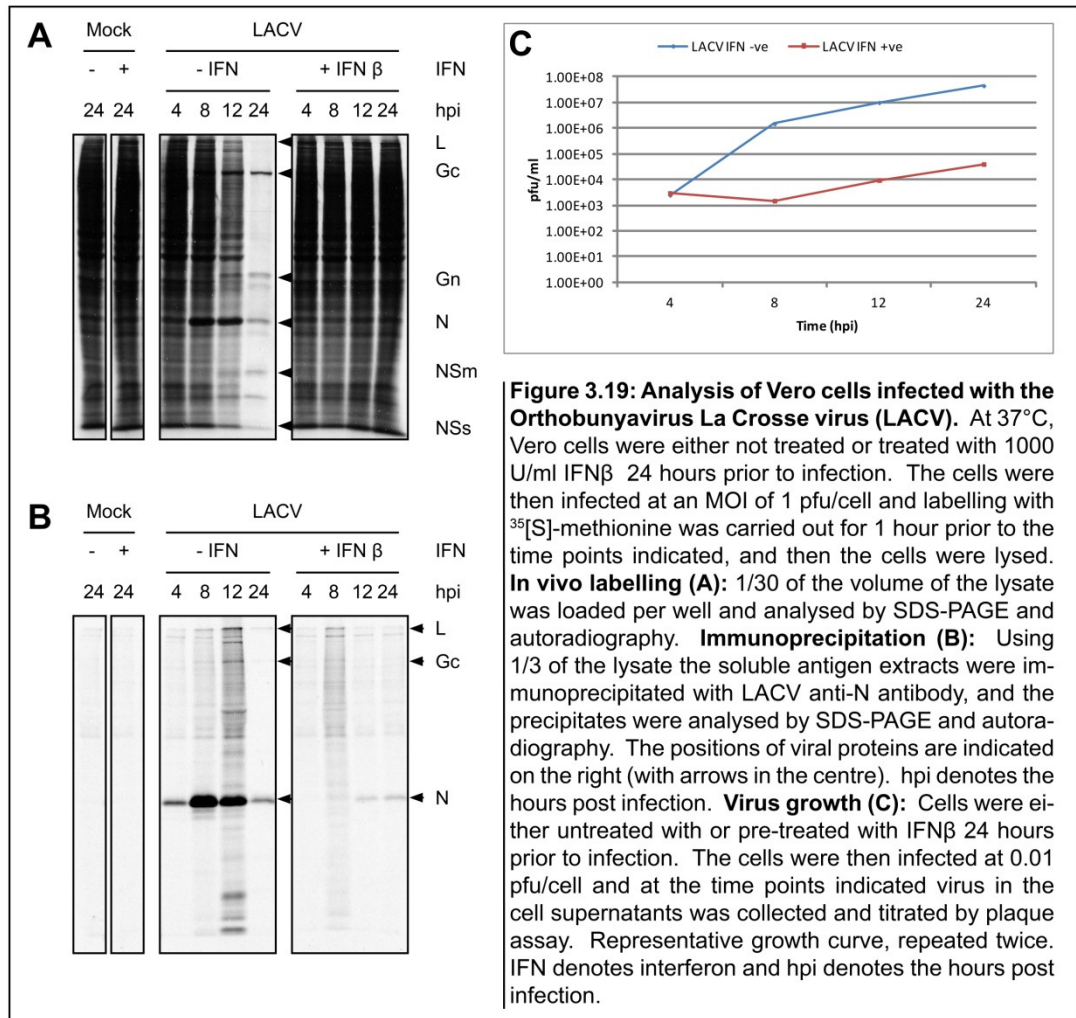 A
Mock
LACV
- + - IFN + IFN β IFN
24 24 4 8 12 24 4 8 12 24 hpi
L
Gc
Gn
N
NSm
NSs
B
Mock
LACV
- + - IFN + IFN β IFN
24 24 4 8 12 24 4 8 12 24 hpi
L
Gc
N
C
LACV IFN -ve LACV IFN +ve
1.00E+08
1.00E+07
1.00E+06
1.00E+05
1.00E+04
1.00E+03
1.00E+02
1.00E+01
1.00E+00
pfu/ml
4 8 12 24
Time (hpi)
Figure 3.19: Analysis of Vero cells infected with the
Orthobunyavirus La Crosse virus (LACV). At 37°C,
Vero cells were either not treated or treated with 1000
U/ml IFNβ 24 hours prior to infection. The cells were
then infected at an MOI of 1 pfu/cell and labelling with
³⁵[S]-methionine was carried out for 1 hour prior to the
time points indicated, and then the cells were lysed.
In vivo labelling (A): 1/30 of the volume of the lysate
was loaded per well and analysed by SDS-PAGE and
autoradiography. Immunoprecipitation (B): Using
1/3 of the lysate the soluble antigen extracts were im-
munoprecipitated with LACV anti-N antibody, and the
precipitates were analysed by SDS-PAGE and autora-
diography. The positions of viral proteins are indicated
on the right (with arrows in the centre). hpi denotes the
hours post infection. Virus growth (C): Cells were ei-
ther untreated with or pre-treated with IFNβ 24 hours
prior to infection. The cells were then infected at 0.01
pfu/cell and at the time points indicated virus in the
cell supernatants was collected and titrated by plaque
assay. Representative growth curve, repeated twice.
IFN denotes interferon and hpi denotes the hours post
infection.